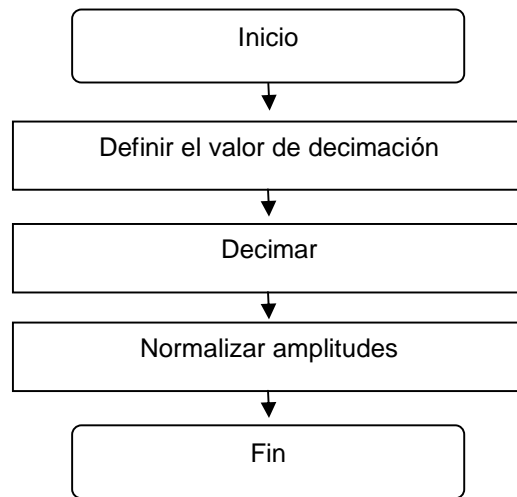 Inicio
Definir el valor de decimación
Decimar
Normalizar amplitudes
Fin